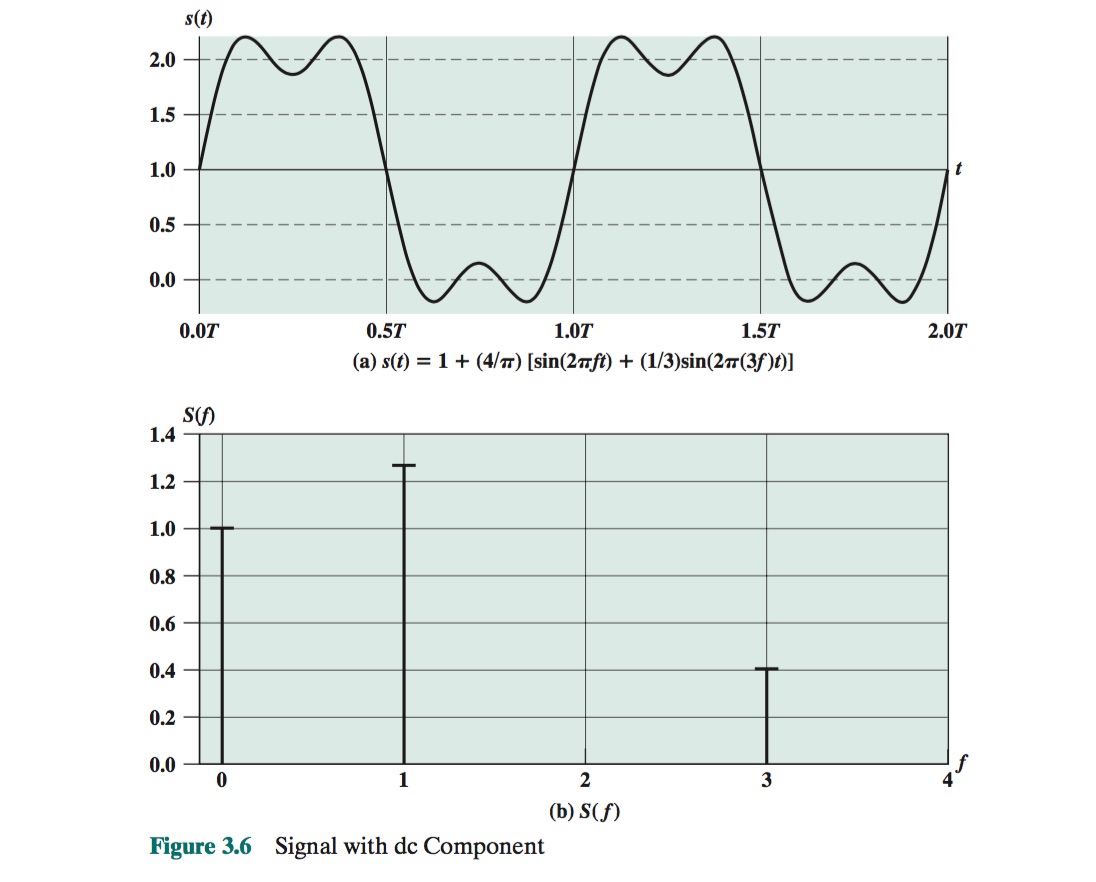 s(t)
2.0
1.5
1.0
t
0.5
0.0
0.0T 0.5T 1.0T 1.5T 2.0T
(a) s(t) = 1 + (4/π) [sin(2πft) + (1/3)sin(2π(3f)t)]
S(f)
1.4
1.2
1.0
0.8
0.6
0.4
0.2
0.0
f
0 1 2 3 4
(b) S(f)
Figure 3.6 Signal with dc Component